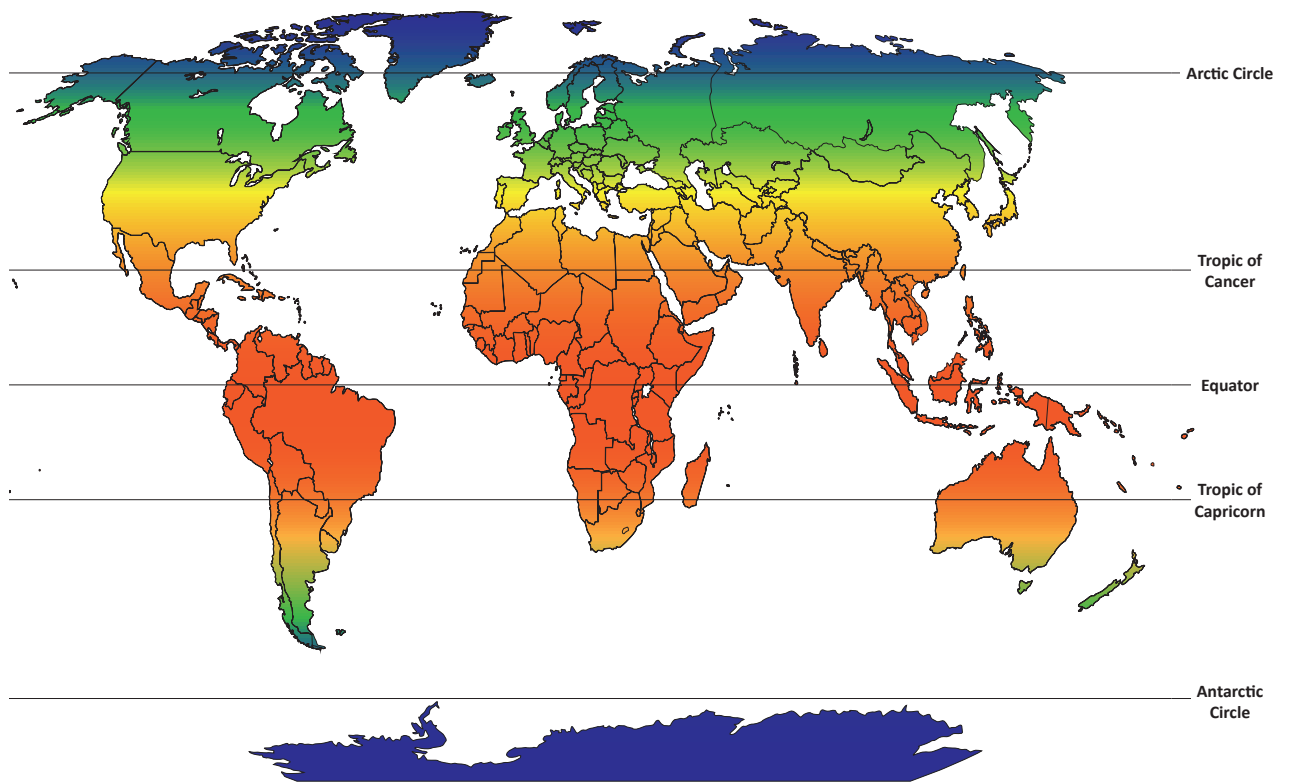 Arctic Circle
Tropic of
Cancer
Equator
Tropic of
Capricorn
Antarctic
Circle